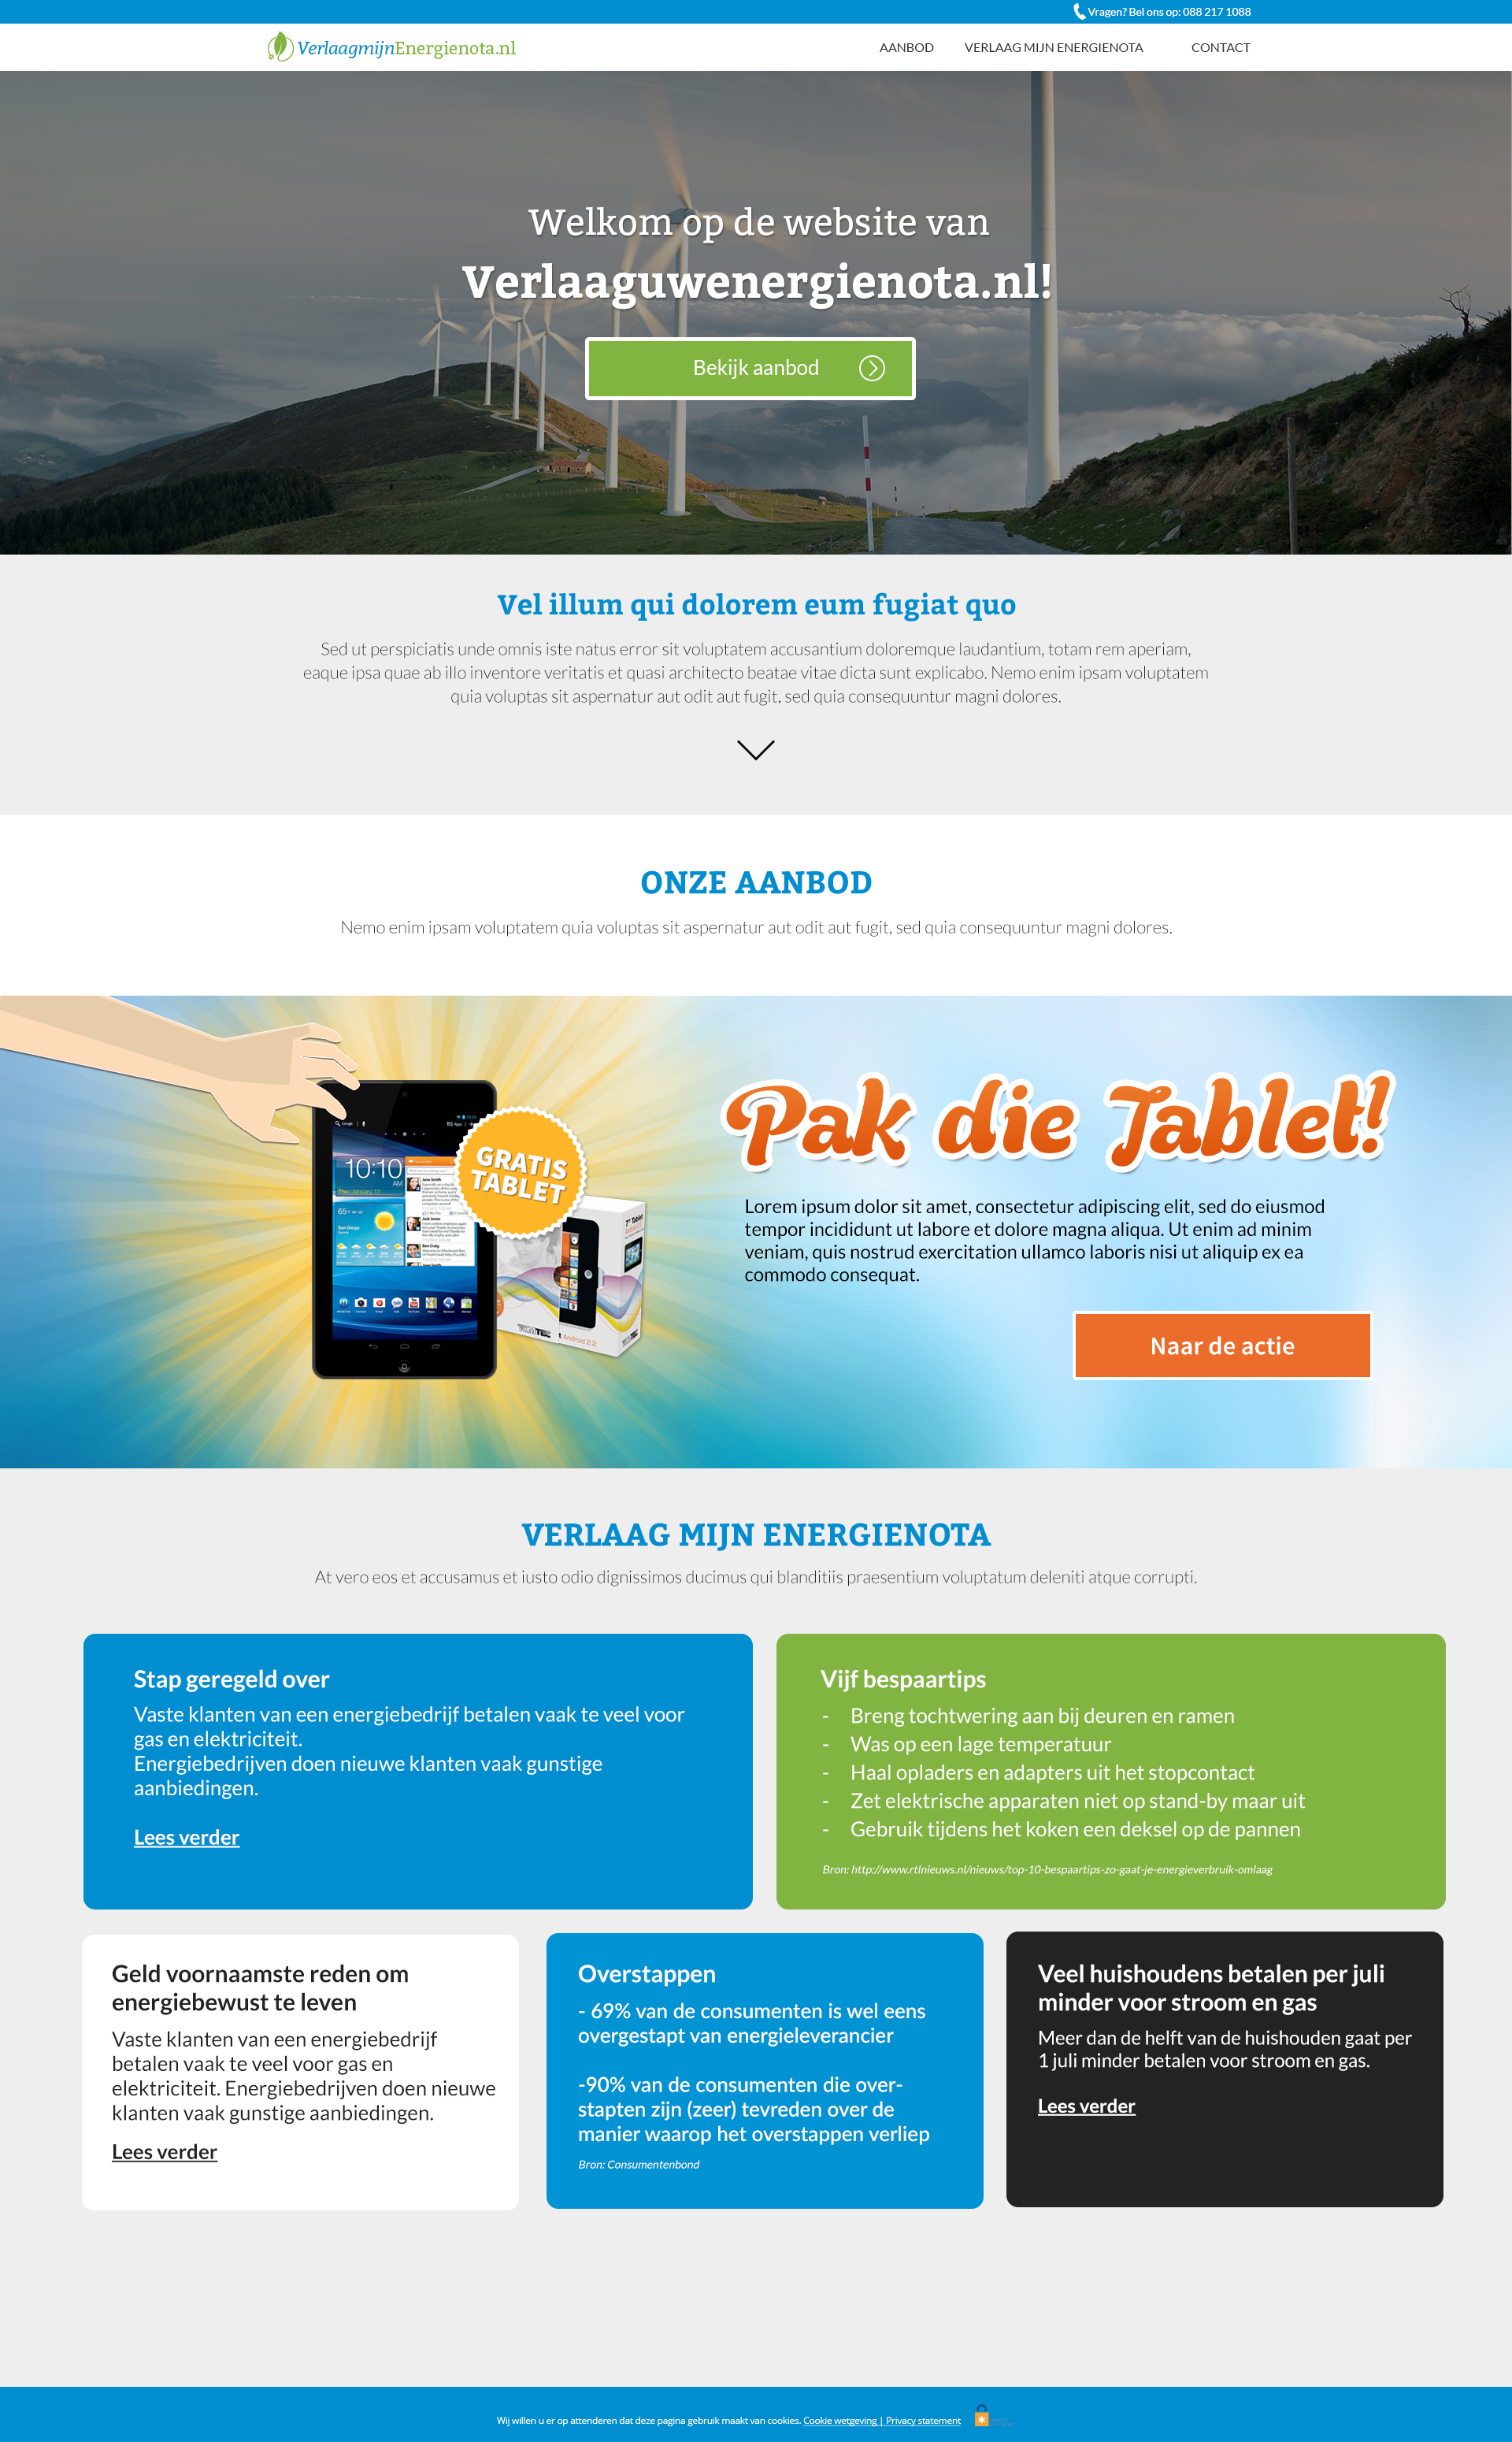 Vragen? Bel ons op: 088 217 1088
VerlaagmijnEnergienota.nl
AANBOD VERLAAG MIJN ENERGIENOTA CONTACT
Welkom op de website van
Verlaaguwenergienota.nl!
Bekijk aanbod
Vel illum qui dolorem eum fugiat quo
Sed ut perspiciatis unde omnis iste natus error sit voluptatem accusantium doloremque laudantium, totam rem aperiam,
eaque ipsa quae ab illo inventore veritatis et quasi architecto beatae vitae dicta sunt explicabo. Nemo enim ipsam voluptatem
quia voluptas sit aspernatur aut odit aut fugit, sed quia consequuntur magni dolores.
ONZE AANBOD
Nemo enim ipsam voluptatem quia voluptas sit aspernatur aut odit aut fugit, sed quia consequuntur magni dolores.
Pak die Tablet!
GRATIS
TABLET
Google
10:10
AM
65°
Jane Smith
Jack Jones
Ben Craig
7" Tablet
Android 2.2
Lorem ipsum dolor sit amet, consectetur adipiscing elit, sed do eiusmod
tempor incididunt ut labore et dolore magna aliqua. Ut enim ad minim
veniam, quis nostrud exercitation ullamco laboris nisi ut aliquip ex ea
commodo consequat.
Naar de actie
VERLAAG MIJN ENERGIENOTA
At vero eos et accusamus et iusto odio dignissimos ducimus qui blanditiis praesentium voluptatum deleniti atque corrupti.
Stap geregeld over
Vaste klanten van een energiebedrijf betalen vaak te veel voor
gas en elektriciteit.
Energiebedrijven doen nieuwe klanten vaak gunstige
aanbiedingen.
Lees verder
Vijf bespaartips
- Breng tochtwering aan bij deuren en ramen
- Was op een lage temperatuur
- Haal opladers en adapters uit het stopcontact
- Zet elektrische apparaten niet op stand-by maar uit
- Gebruik tijdens het koken een deksel op de pannen
Bron: http://www.rtlnieuws.nl/nieuws/top-10-bespaartips-zo-gaat-je-energieverbruik-omlaag
Geld voornaamste reden om
energiebewust te leven
Vaste klanten van een energiebedrijf
betalen vaak te veel voor gas en
elektriciteit. Energiebedrijven doen nieuwe
klanten vaak gunstige aanbiedingen.
Lees verder
Overstappen
- 69% van de consumenten is wel eens
overgestapt van energieleverancier
-90% van de consumenten die over-
stapten zijn (zeer) tevreden over de
manier waarop het overstappen verliep
Bron: Consumentenbond
Veel huishoudens betalen per juli
minder voor stroom en gas
Meer dan de helft van de huishouden gaat per
1 juli minder betalen voor stroom en gas.
Lees verder
Wij willen u er op attenderen dat deze pagina gebruik maakt van cookies. Cookie wetgeving | Privacy statement